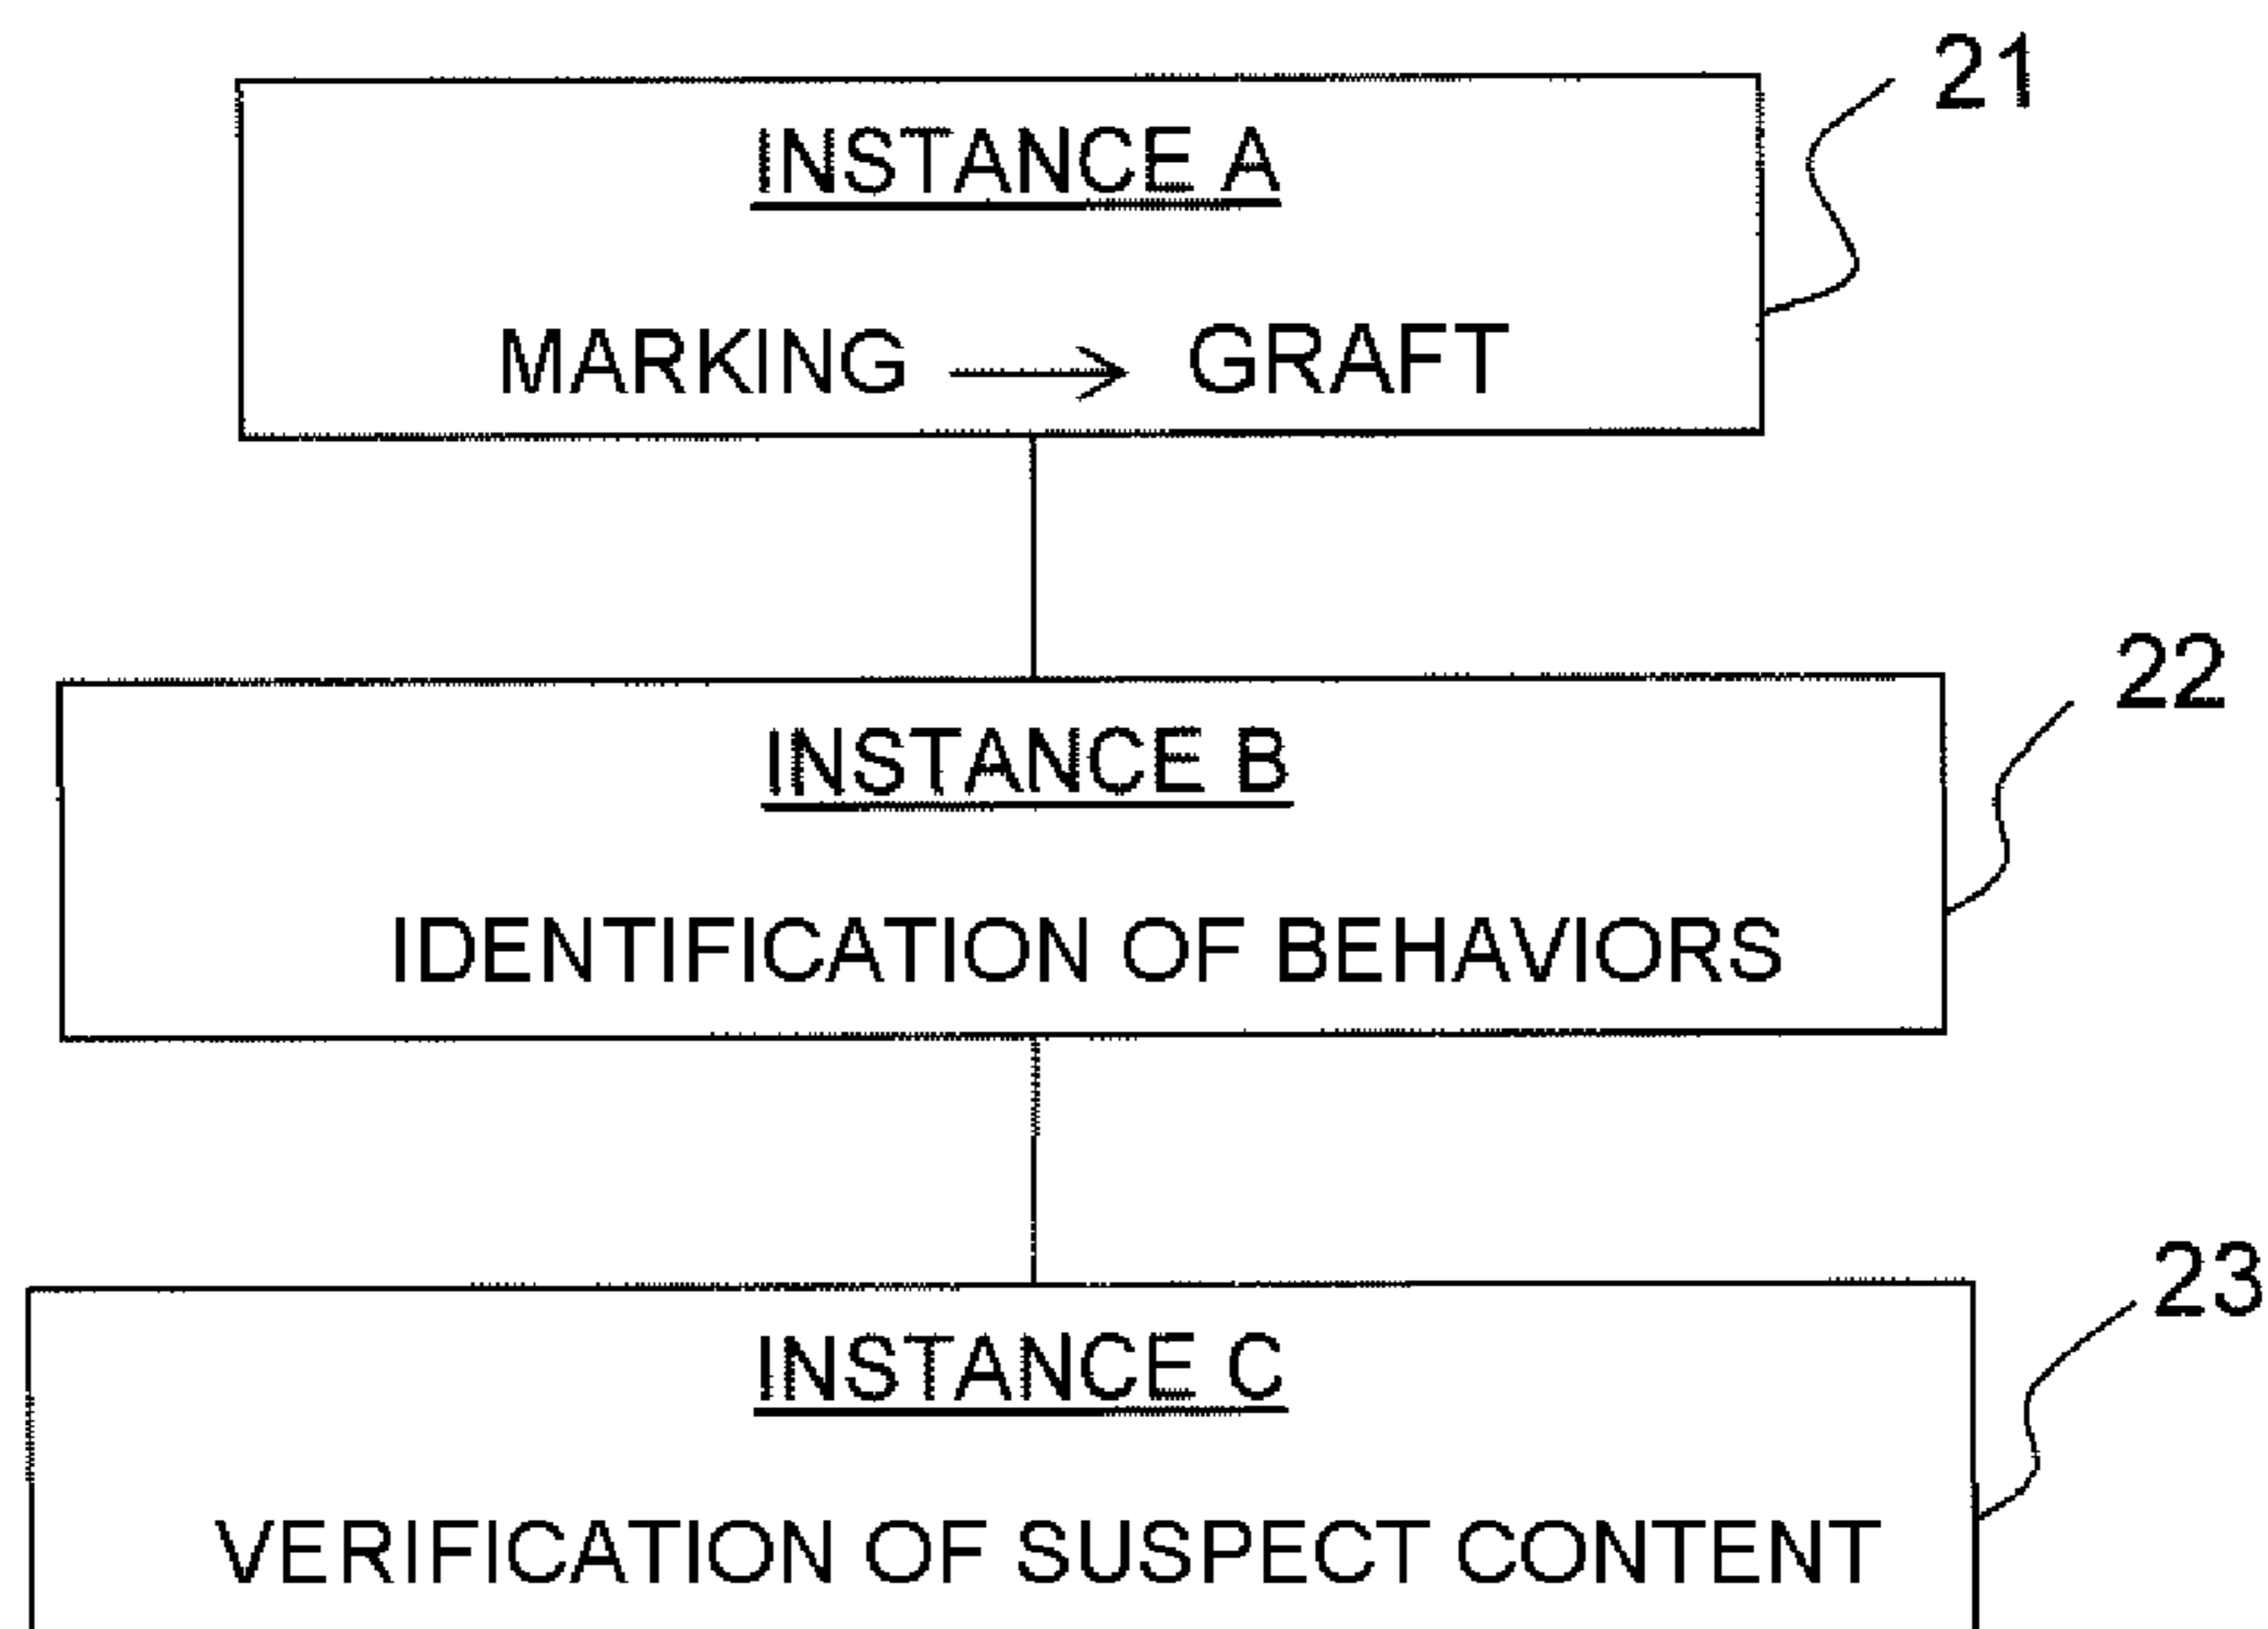 21
INSTANCE A
MARKING → GRAFT
22
INSTANCE B
IDENTIFICATION OF BEHAVIORS
23
INSTANCE C
VERIFICATION OF SUSPECT CONTENT